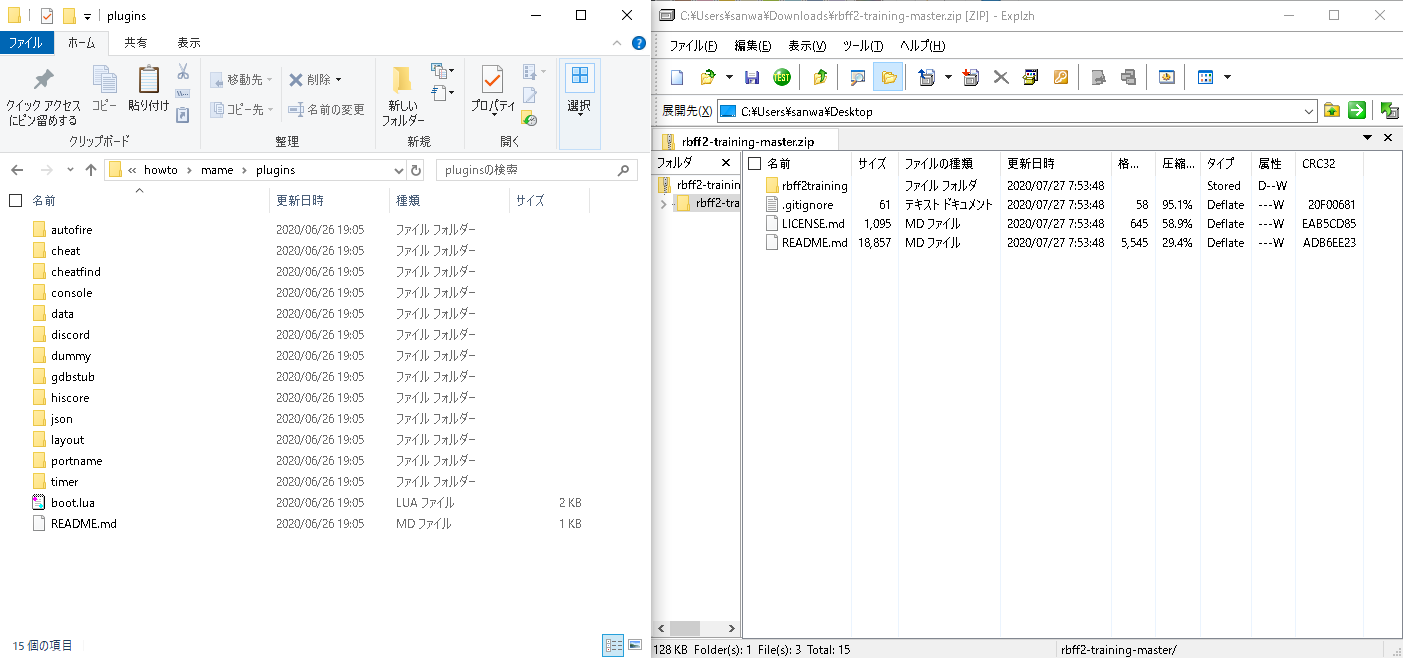 plugins
ファイル ホーム 共有 表示
クイック アクセス にピン留めする
コピー
貼り付け
クリップボード
移動先
コピー先
削除
名前の変更
整理
新しい フォルダー
新規
プロパティ
開く
選択
« howto › mame › plugins
pluginsの検索
名前 更新日時 種類 サイズ
autofire 2020/06/26 19:05 ファイル フォルダー
cheat 2020/06/26 19:05 ファイル フォルダー
cheatfind 2020/06/26 19:05 ファイル フォルダー
console 2020/06/26 19:05 ファイル フォルダー
data 2020/06/26 19:05 ファイル フォルダー
discord 2020/06/26 19:05 ファイル フォルダー
dummy 2020/06/26 19:05 ファイル フォルダー
gdbstub 2020/06/26 19:05 ファイル フォルダー
hiscore 2020/06/26 19:05 ファイル フォルダー
json 2020/06/26 19:05 ファイル フォルダー
layout 2020/06/26 19:05 ファイル フォルダー
portname 2020/06/26 19:05 ファイル フォルダー
timer 2020/06/26 19:05 ファイル フォルダー
boot.lua 2020/06/26 19:05 LUA ファイル 2 KB
README.md 2020/06/26 19:05 MD ファイル 1 KB
15 個の項目
C:¥Users¥sanwa¥Downloads¥rbff2-training-master.zip [ZIP] - Explzh
ファイル(F) 編集(E) 表示(V) ツール(T) ヘルプ(H)
TEST
展開先(X) C:¥Users¥sanwa¥Desktop
rbff2-training-master.zip
フォルダ
rbff2-trainin
rbff2-tra
名前 サイズ ファイルの種類 更新日時 格... 圧縮... タイプ 属性 CRC32
rbff2training ファイル フォルダ 2020/07/27 7:53:48 Stored D--W
.gitignore 61 テキスト ドキュメント 2020/07/27 7:53:48 58 95.1% Deflate ---W 20F00681
LICENSE.md 1,095 MD ファイル 2020/07/27 7:53:48 645 58.9% Deflate ---W EAB5CD85
README.md 18,857 MD ファイル 2020/07/27 7:53:48 5,545 29.4% Deflate ---W ADB6EE23
128 KB Folder(s): 1 File(s): 3 Total: 15
rbff2-training-master/